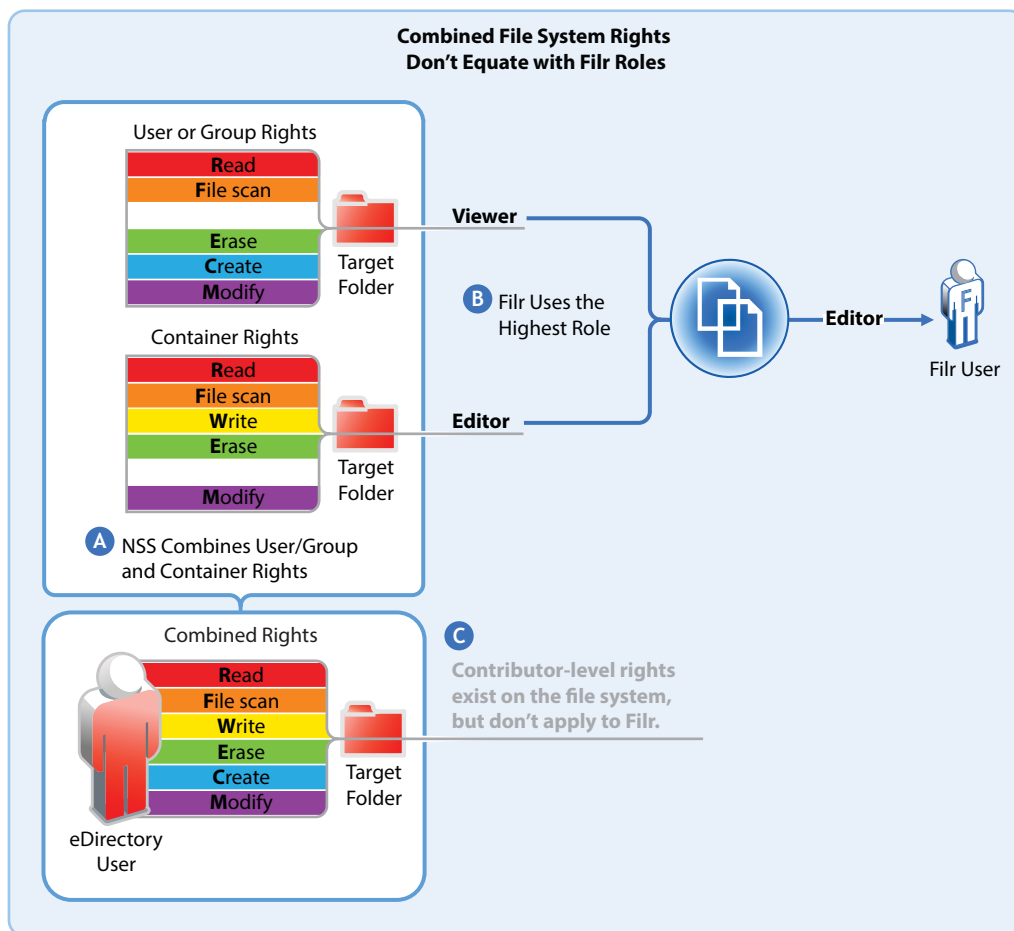 Combined File System Rights
Don't Equate with Filr Roles
User or Group Rights
Read
File scan
Erase
Create
Modify
Target
Folder
Viewer
Container Rights
Read
File scan
Write
Erase
Modify
Target
Folder
Editor
A NSS Combines User/Group
and Container Rights
B Filr Uses the
Highest Role
Editor
F
Filr User
Combined Rights
Read
File scan
Write
Erase
Create
Modify
Target
Folder
eDirectory
User
C
Contributor-level rights
exist on the file system,
but don't apply to Filr.